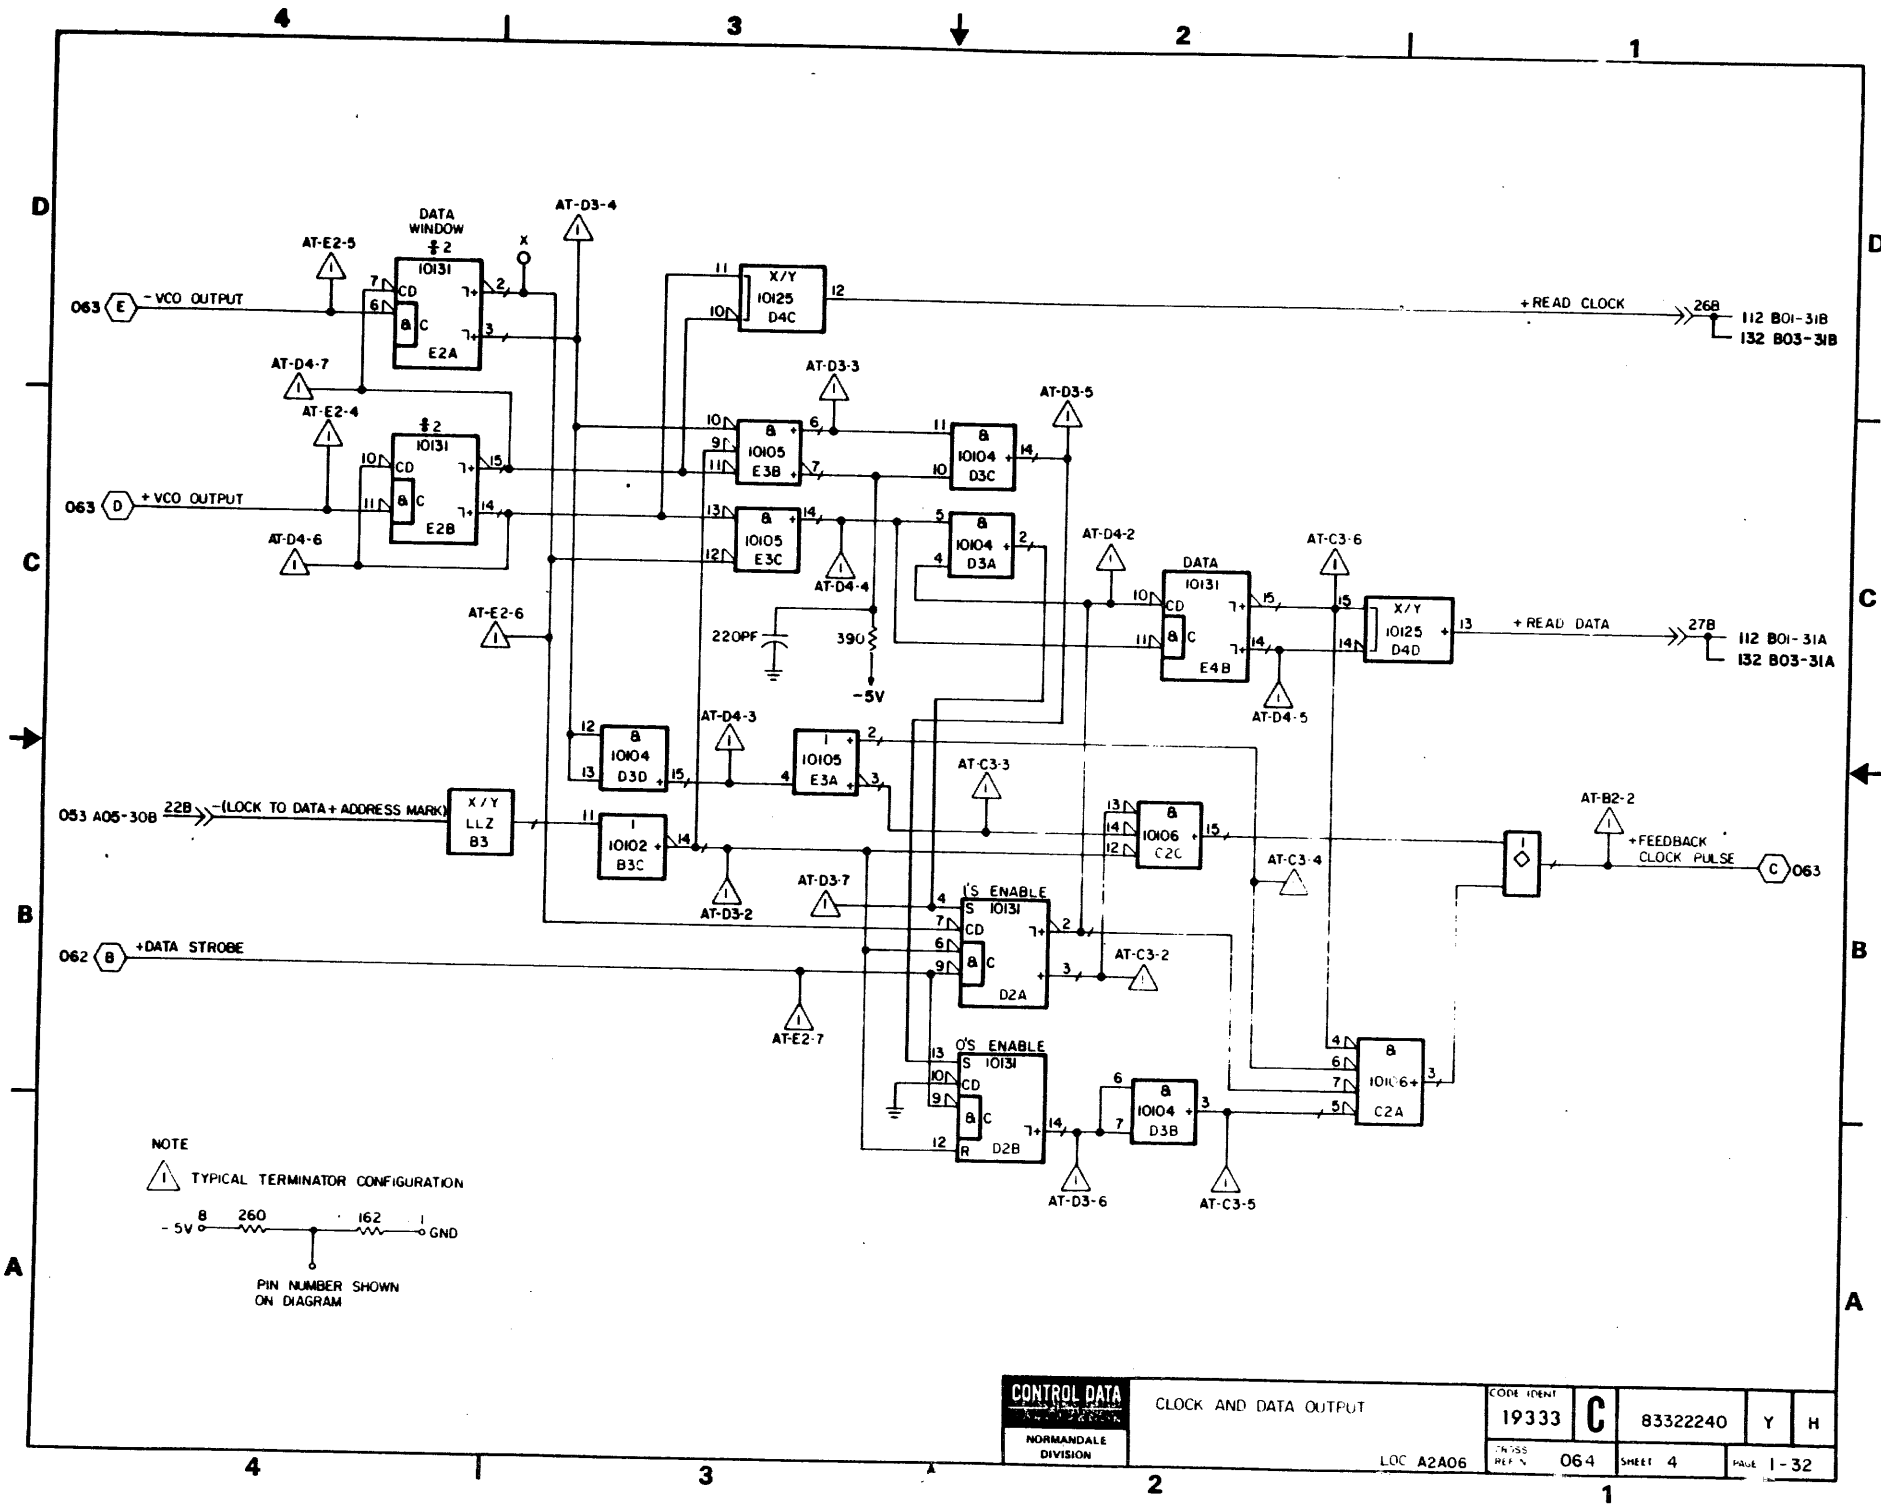 4
3
2
1
D
D
DATA
WINDOW
÷2
10131
7
CD
6
& C
E2A
2
3
AT-E2-5
063 E - VCO OUTPUT
X
AT-D3-4
11
X/Y
10125
D4C
10
12
+ READ CLOCK
26B
112 B01-31B
132 B03-31B
AT-D4-7
AT-E2-4
÷2
10131
10
CD
11
& C
E2B
15
14
063 D + VCO OUTPUT
AT-D4-6
AT-D3-3
10
9
11
&
10105
E3B
6
7
11
10
&
10104
D3C
14
AT-D3-5
13
12
&
10105
E3C
14
AT-D4-4
5
4
&
10104
D3A
2
C
C
AT-E2-6
220PF
390
-5V
AT-D4-2
DATA
10131
10
CD
11
& C
E4B
15
14
AT-C3-6
AT-D4-5
15
14
X/Y
10125
D4D
13
+ READ DATA
27B
112 B01-31A
132 B03-31A
12
13
&
10104
D3D
15
AT-D4-3
4
1
10105
E3A
2
3
AT-C3-3
053 A05-30B 22B -(LOCK TO DATA + ADDRESS MARK)
X/Y
LLZ
B3
11
1
10102
B3C
14
AT-D3-2
13
14
12
&
10106
C2C
15
AT-C3-4
1
AT-B2-2
+FEEDBACK
CLOCK PULSE
C 063
AT-D3-7
1'S ENABLE
10131
4
S
7
CD
6
9
& C
D2A
2
3
AT-C3-2
B
B
062 B +DATA STROBE
AT-E2-7
0'S ENABLE
10131
13
S
10
CD
9
& C
12
R
D2B
14
AT-D3-6
6
7
&
10104
D3B
3
AT-C3-5
4
6
7
5
&
10106
C2A
3
NOTE
1 TYPICAL TERMINATOR CONFIGURATION
- 5V 8 260 162 1 GND
PIN NUMBER SHOWN
ON DIAGRAM
A
A
CONTROL DATA
NORMANDALE
DIVISION
CLOCK AND DATA OUTPUT
LOC A2A06
CODE IDENT
19333
C
83322240
Y
H
CROSS
REF N
064
SHEET 4
PAGE 1-32
4
3
2
1